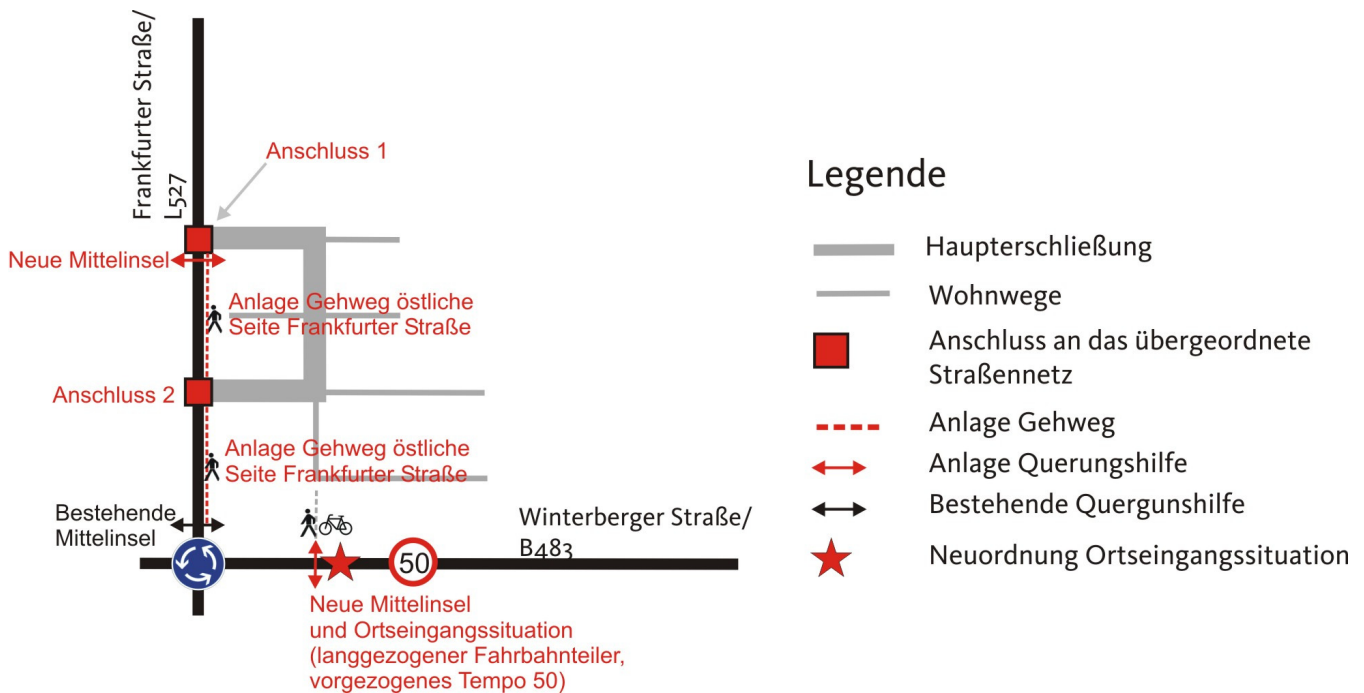 Frankfurter Straße/
L527
Anschluss 1
Neue Mittelinsel
Anlage Gehweg östliche
Seite Frankfurter Straße
Anschluss 2
Anlage Gehweg östliche
Seite Frankfurter Straße
Bestehende
Mittelinsel
Winterberger Straße/
B483
50
Neue Mittelinsel
und Ortseingangssituation
(langgezogener Fahrbahnteiler,
vorgezogenes Tempo 50)
Legende
Haupterschließung
Wohnwege
Anschluss an das übergeordnete
Straßennetz
Anlage Gehweg
Anlage Querungshilfe
Bestehende Quergunshilfe
Neuordnung Ortseingangssituation